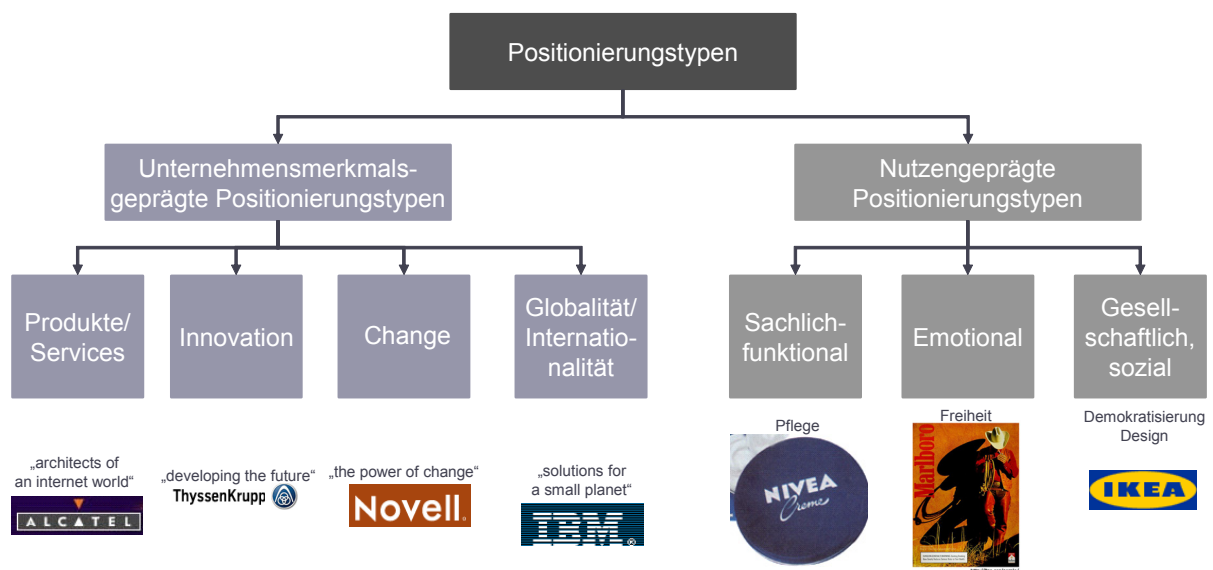 Positionierungstypen
Unternehmensmerkmals-
geprägte Positionierungstypen
Nutzengeprägte
Positionierungstypen
Produkte/
Services
Innovation
Change
Globalität/
Internatio-
nalität
Sachlich-
funktional
Emotional
Gesell-
schaftlich,
sozial
„architects of
an internet world“
ALCATEL
„developing the future“
ThyssenKrupp
„the power of change“
Novell®
„solutions for
a small planet“
IBM®
Pflege
NIVEA
Creme
Freiheit
Marlboro
Demokratisierung
Design
IKEA